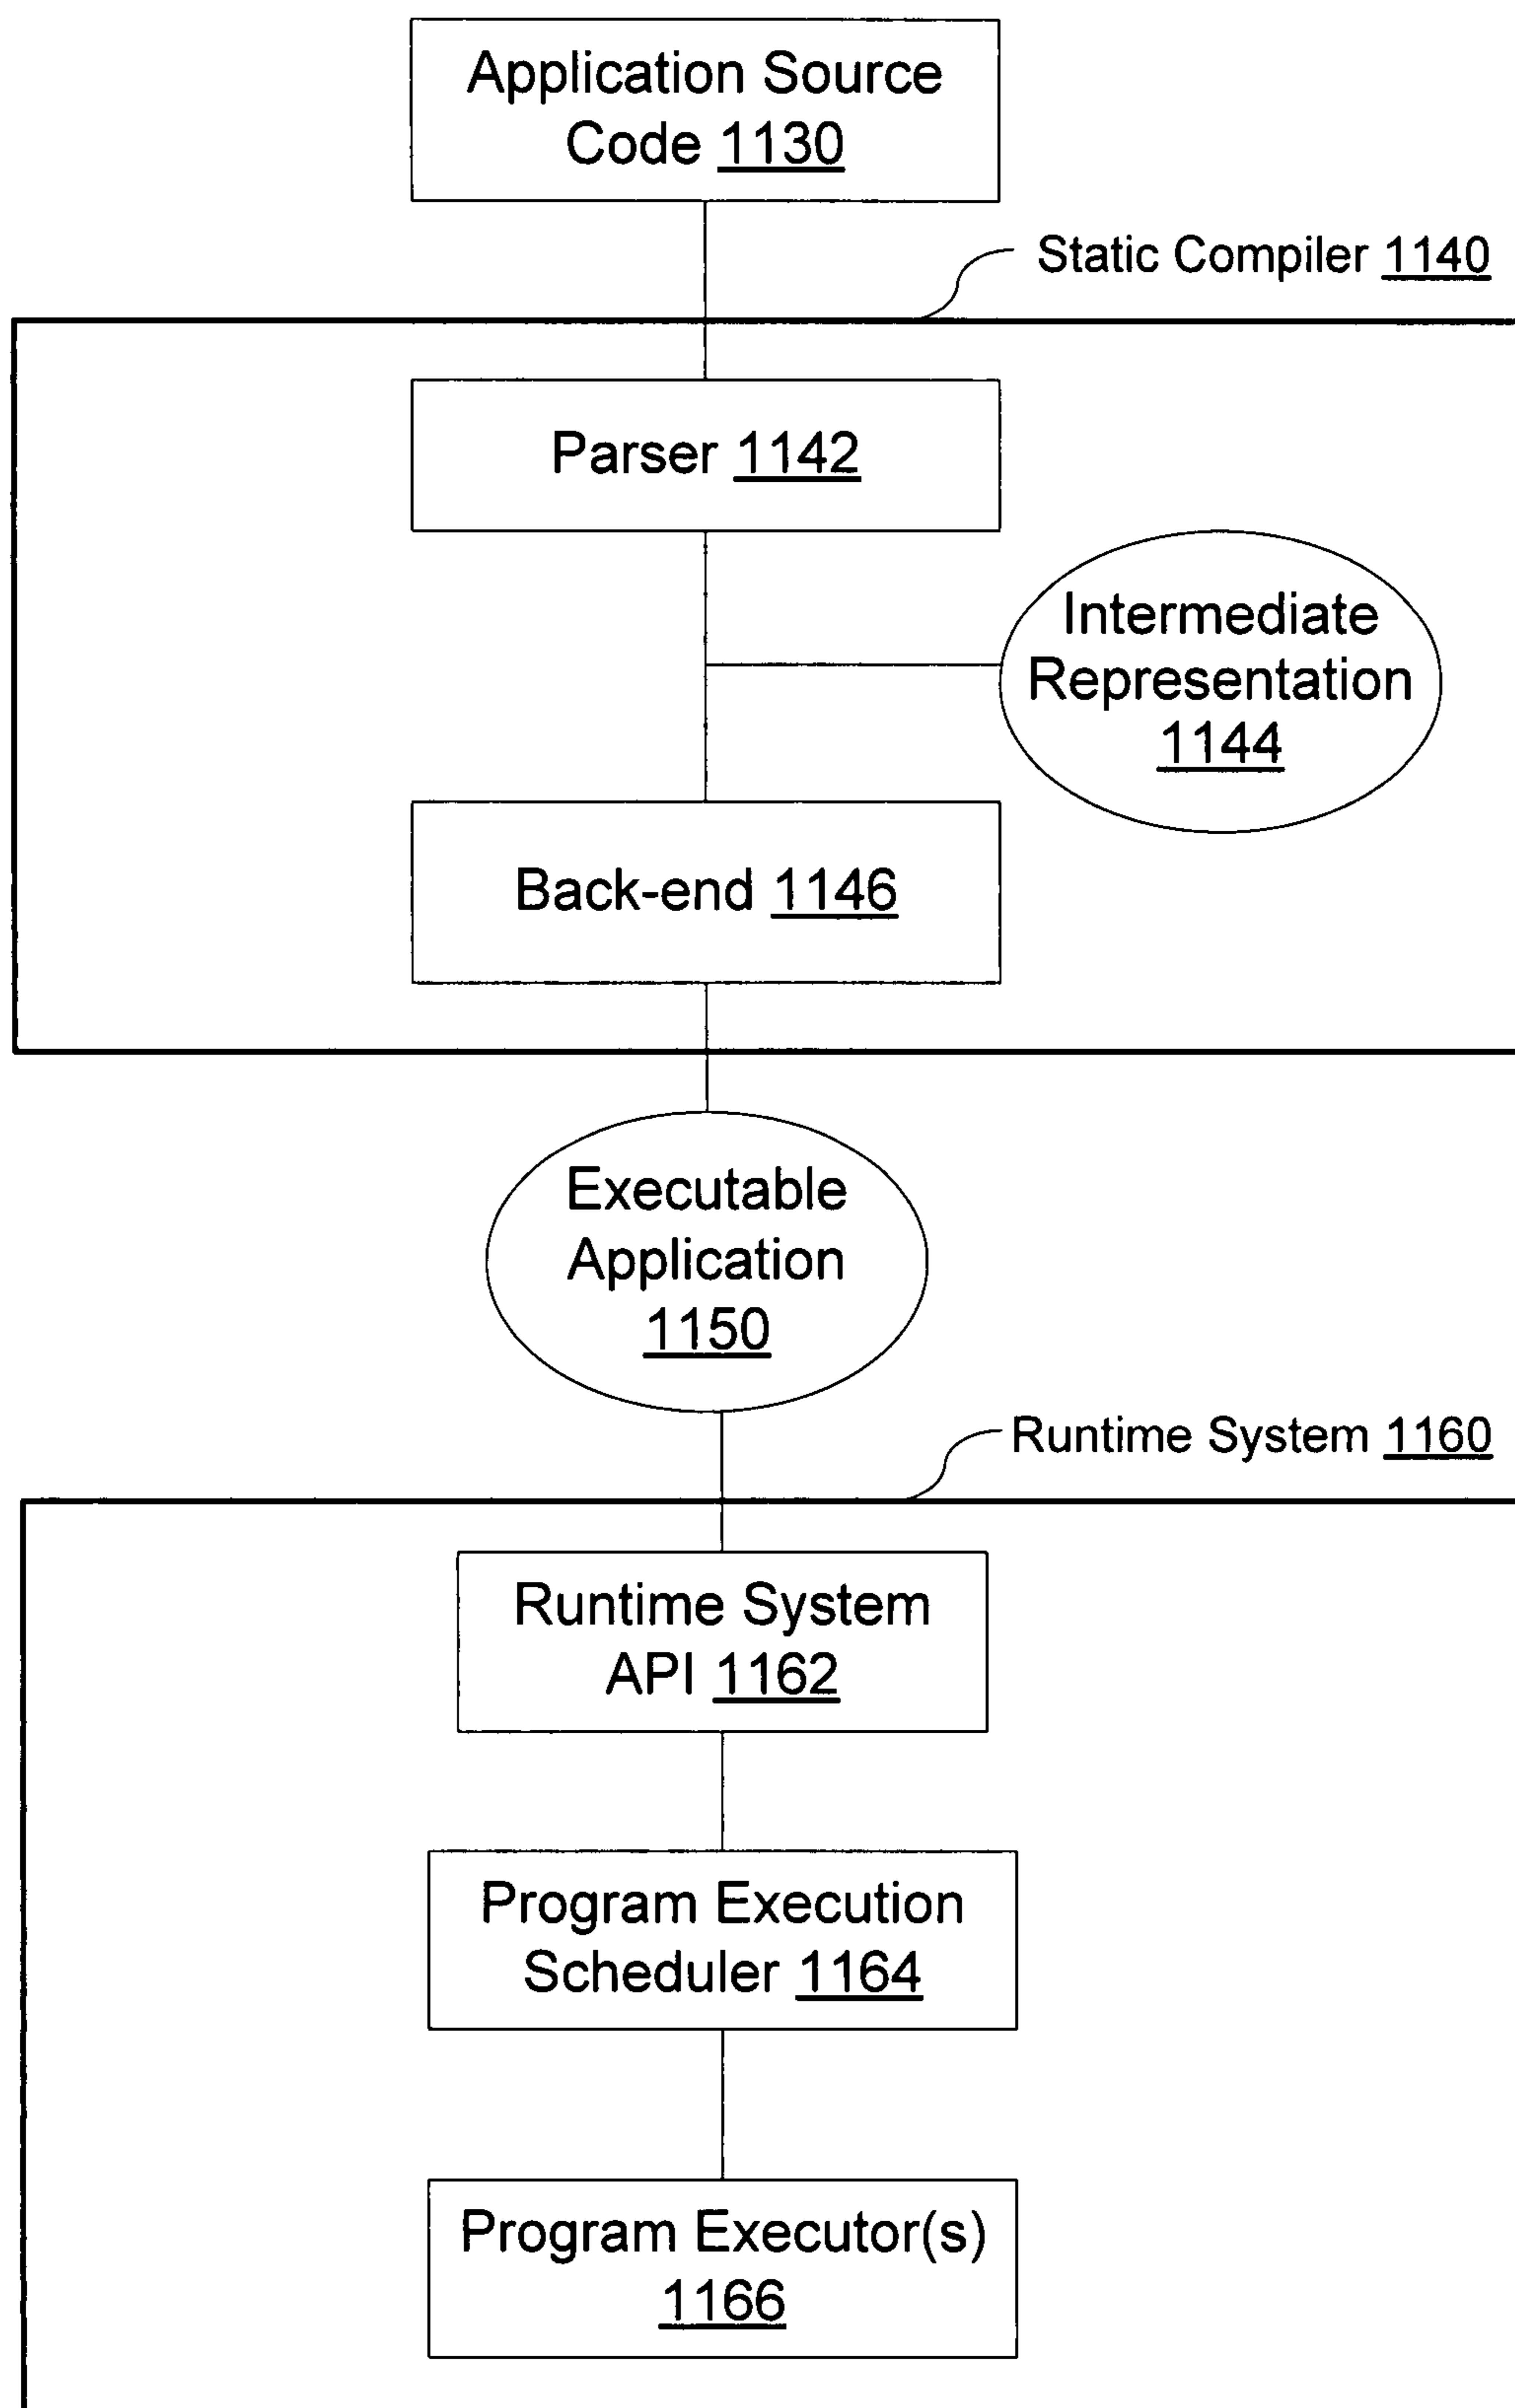 Application Source
Code 1130
Static Compiler 1140
Parser 1142
Intermediate
Representation
1144
Back-end 1146
Executable
Application
1150
Runtime System 1160
Runtime System
API 1162
Program Execution
Scheduler 1164
Program Executor(s)
1166